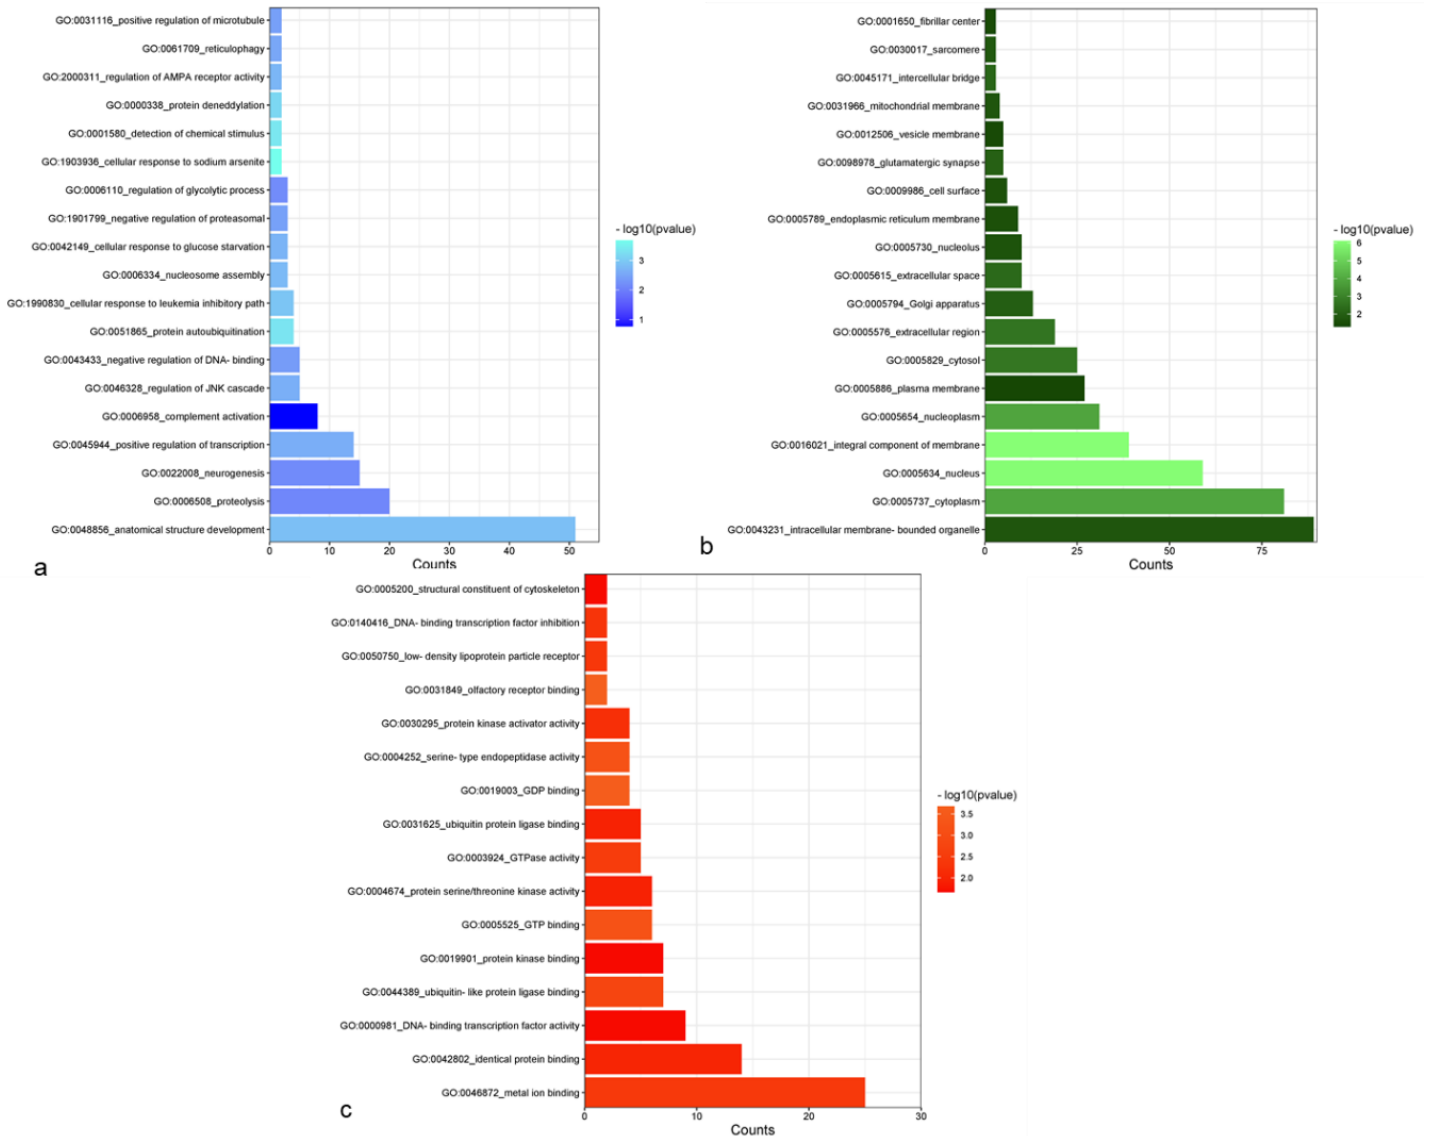 GO:0031116_positive regulation of microtubule
GO:0061709_reticulophagy
GO:2000311_regulation of AMPA receptor activity
GO:0000338_protein deneddylation
GO:0001580_detection of chemical stimulus
GO:1903936_cellular response to sodium arsenite
GO:0006110_regulation of glycolytic process
GO:1901799_negative regulation of proteasomal
GO:0042149_cellular response to glucose starvation
GO:0006334_nucleosome assembly
GO:1990830_cellular response to leukemia inhibitory path
GO:0051865_protein autoubiquitination
GO:0043433_negative regulation of DNA- binding
GO:0046328_regulation of JNK cascade
GO:0006958_complement activation
GO:0045944_positive regulation of transcription
GO:0022008_neurogenesis
GO:0006508_proteolysis
GO:0048856_anatomical structure development
0 10 20 30 40 50
Counts
- log10(pvalue)
3
2
1
a
GO:0001650_fibrillar center
GO:0030017_sarcomere
GO:0045171_intercellular bridge
GO:0031966_mitochondrial membrane
GO:0012506_vesicle membrane
GO:0098978_glutamatergic synapse
GO:0009986_cell surface
GO:0005789_endoplasmic reticulum membrane
GO:0005730_nucleolus
GO:0005615_extracellular space
GO:0005794_Golgi apparatus
GO:0005576_extracellular region
GO:0005829_cytosol
GO:0005886_plasma membrane
GO:0005654_nucleoplasm
GO:0016021_integral component of membrane
GO:0005634_nucleus
GO:0005737_cytoplasm
GO:0043231_intracellular membrane- bounded organelle
0 25 50 75
Counts
- log10(pvalue)
6
5
4
3
2
b
GO:0005200_structural constituent of cytoskeleton
GO:0140416_DNA- binding transcription factor inhibition
GO:0050750_low- density lipoprotein particle receptor
GO:0031849_olfactory receptor binding
GO:0030295_protein kinase activator activity
GO:0004252_serine- type endopeptidase activity
GO:0019003_GDP binding
GO:0031625_ubiquitin protein ligase binding
GO:0003924_GTPase activity
GO:0004674_protein serine/threonine kinase activity
GO:0005525_GTP binding
GO:0019901_protein kinase binding
GO:0044389_ubiquitin- like protein ligase binding
GO:0000981_DNA- binding transcription factor activity
GO:0042802_identical protein binding
GO:0046872_metal ion binding
0 10 20 30
Counts
- log10(pvalue)
3.5
3.0
2.5
2.0
c